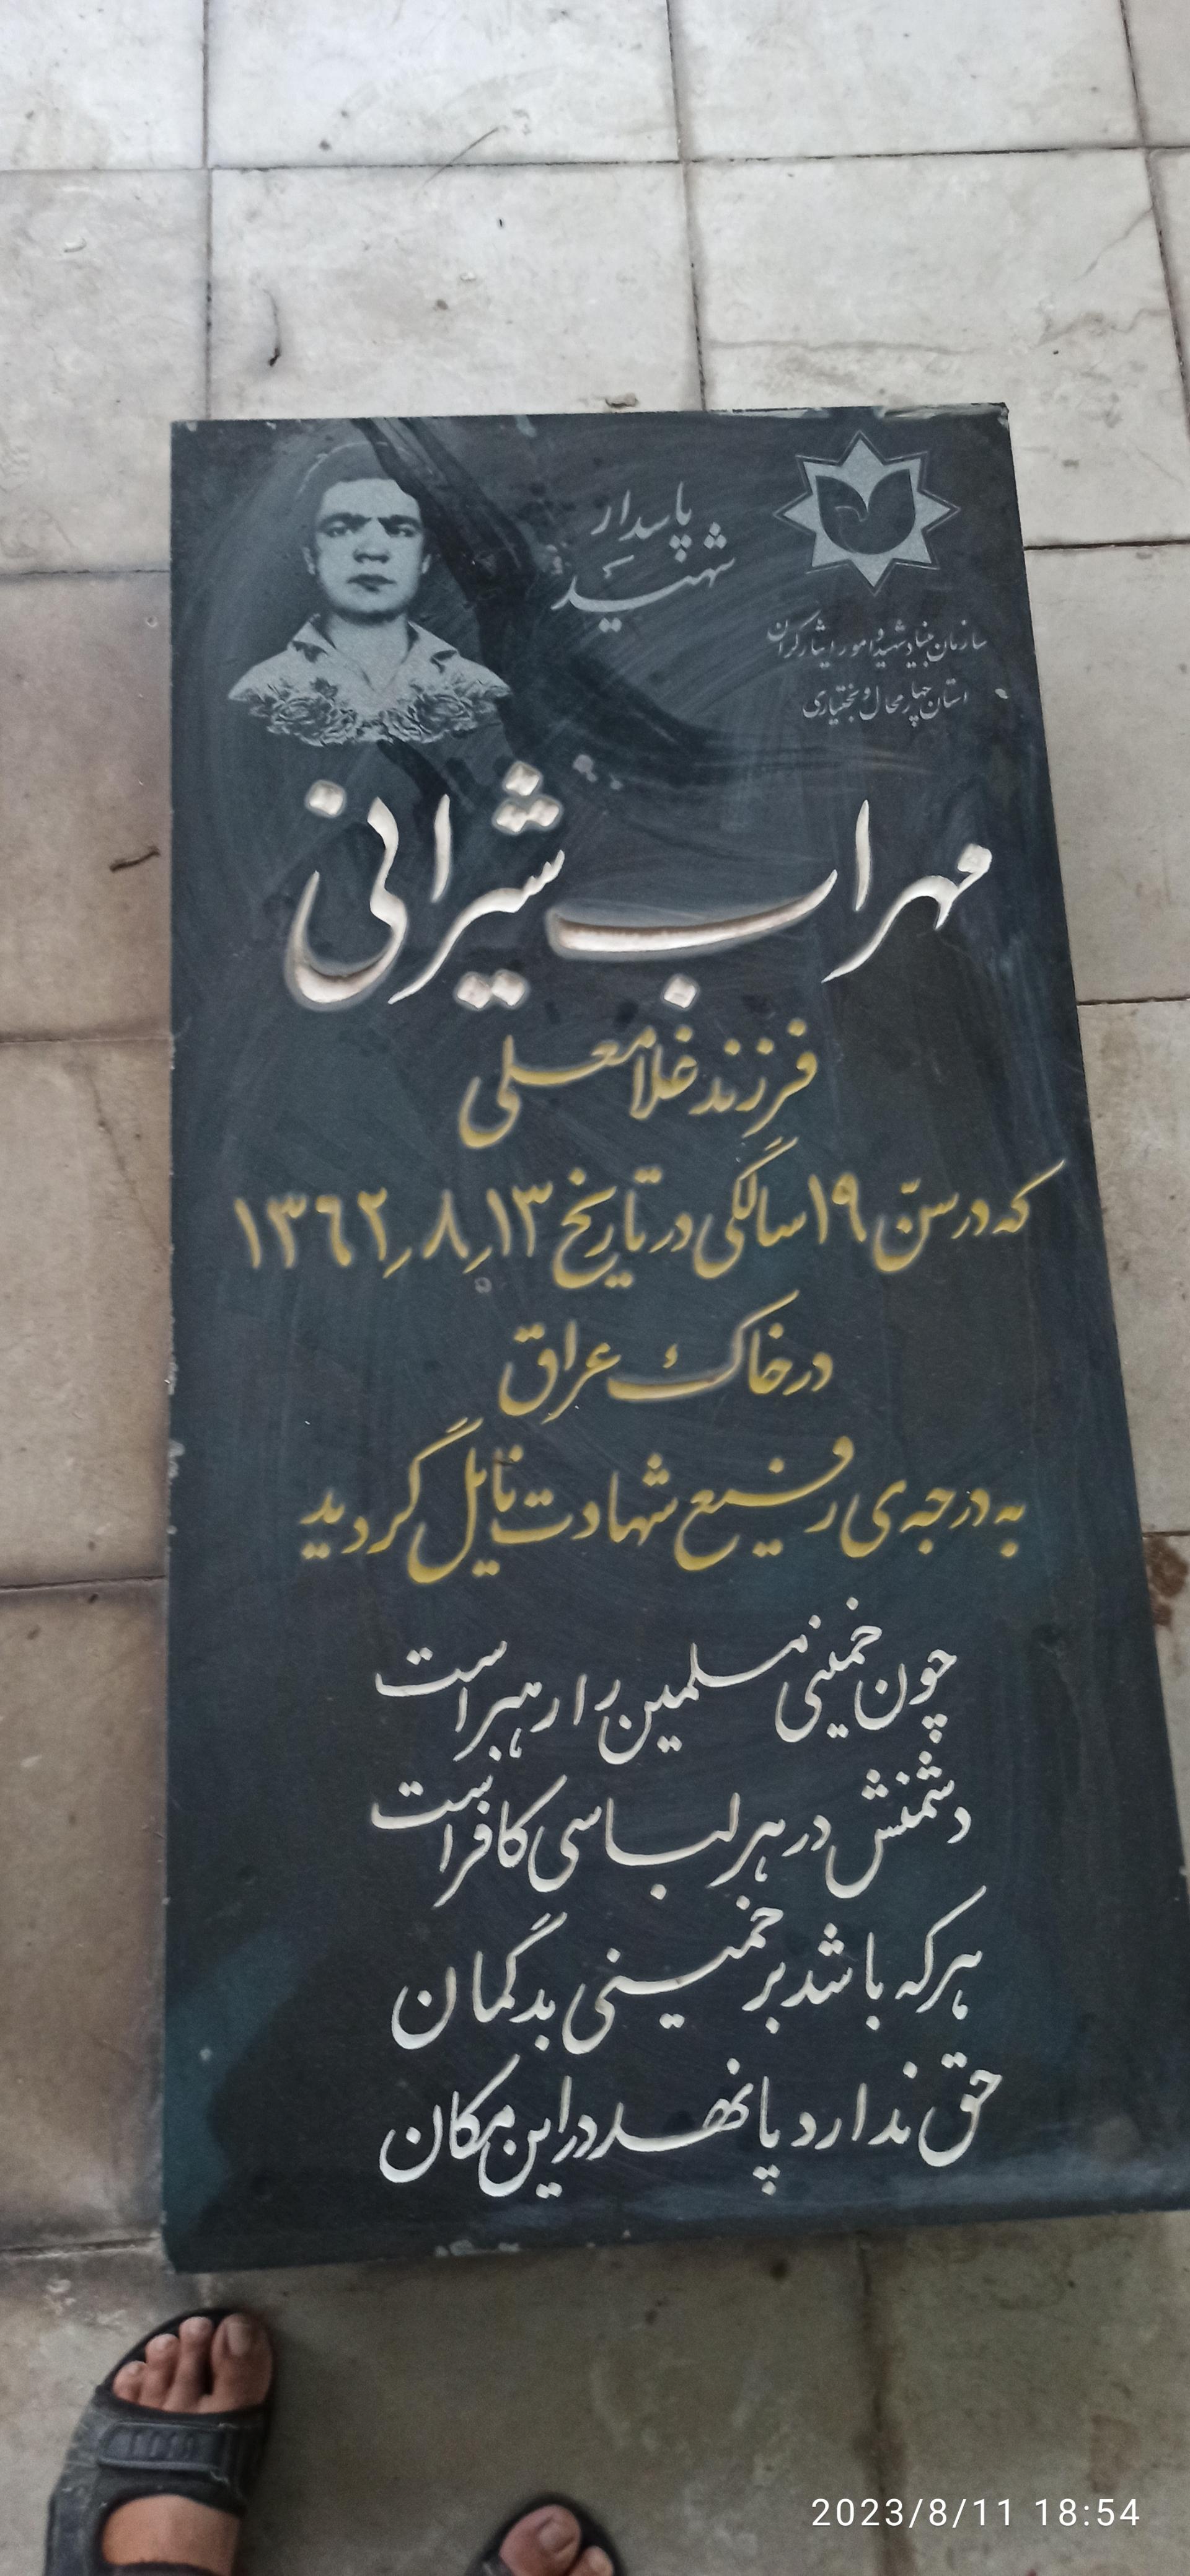 پاسدار
شهید
سازمان بنیاد شهید و امور ایثارگران
استان چهارمحال و بختیاری
مهراب شیرانی
فرزند غلامعلی
که در سنّ ۱۹ سالگی در تاریخ ۱۳٫۸٫۱۳٦۲
در خاک عراق
به درجه ی رفیع شهادت نایل گردید
چون خمینی مسلمین را رهبر است
دشمنش در هر لباسی کافر است
هر که باشد بر خمینی بدگمان
حق ندارد پا نهد در این مکان
2023/8/11 18:54